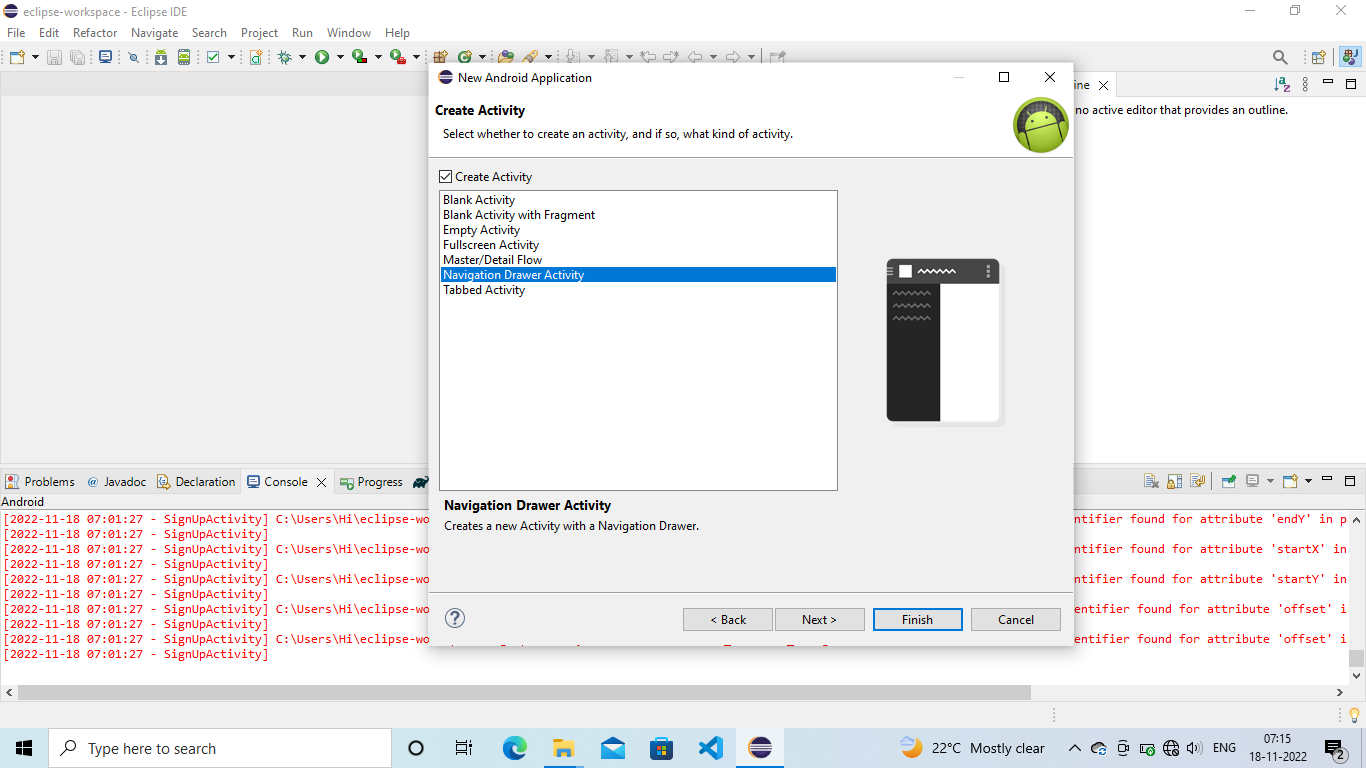 eclipse-workspace - Eclipse IDE
File Edit Refactor Navigate Search Project Run Window Help
New Android Application
Create Activity
Select whether to create an activity, and if so, what kind of activity.
Create Activity
Blank Activity
Blank Activity with Fragment
Empty Activity
Fullscreen Activity
Master/Detail Flow
Navigation Drawer Activity
Tabbed Activity
Navigation Drawer Activity
Creates a new Activity with a Navigation Drawer.
? < Back Next > Finish Cancel
ine
no active editor that provides an outline.
Problems @ Javadoc Declaration Console Progress
Android
[2022-11-18 07:01:27 - SignUpActivity] C:\Users\Hi\eclipse-wo ntifier found for attribute 'endY' in p
[2022-11-18 07:01:27 - SignUpActivity]
[2022-11-18 07:01:27 - SignUpActivity] C:\Users\Hi\eclipse-wo ntifier found for attribute 'startX' in
[2022-11-18 07:01:27 - SignUpActivity]
[2022-11-18 07:01:27 - SignUpActivity] C:\Users\Hi\eclipse-wo ntifier found for attribute 'startY' in
[2022-11-18 07:01:27 - SignUpActivity]
[2022-11-18 07:01:27 - SignUpActivity] C:\Users\Hi\eclipse-wo entifier found for attribute 'offset' i
[2022-11-18 07:01:27 - SignUpActivity]
[2022-11-18 07:01:27 - SignUpActivity] C:\Users\Hi\eclipse-wo entifier found for attribute 'offset' i
[2022-11-18 07:01:27 - SignUpActivity]
Type here to search
22°C Mostly clear
ENG
07:15
18-11-2022
2